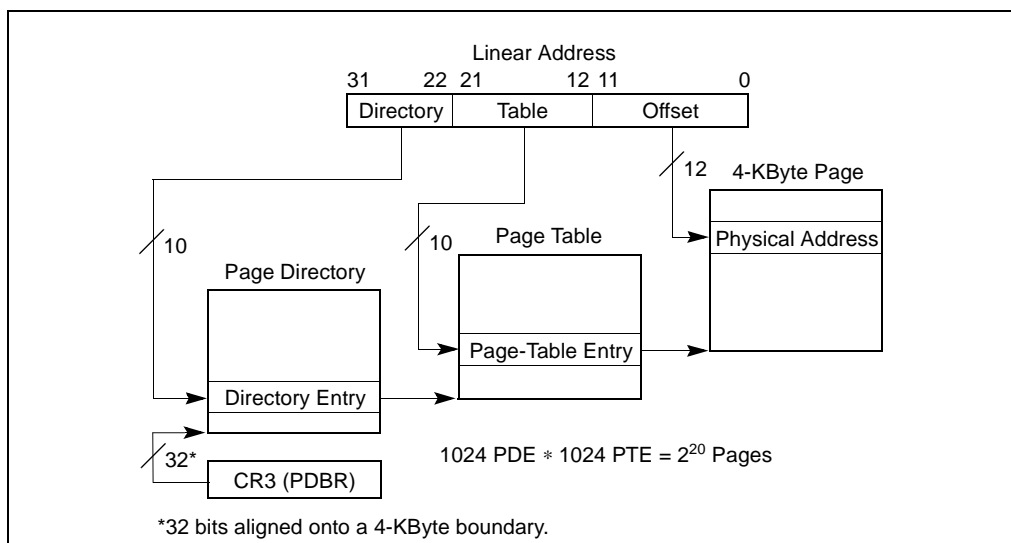 Linear Address
31 22 21 12 11 0
Directory Table Offset
12
4-KByte Page
Physical Address
10
10
Page Table
Page Directory
Page-Table Entry
Directory Entry
32*
1024 PDE * 1024 PTE = 2²⁰ Pages
CR3 (PDBR)
*32 bits aligned onto a 4-KByte boundary.